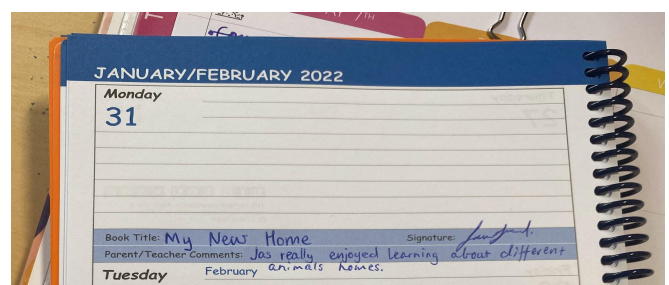 JANUARY/FEBRUARY 2022
Monday
31
Book Title: My New Home Signature:
Parent/Teacher Comments: Jas really enjoyed learning about different
animals homes.
Tuesday February